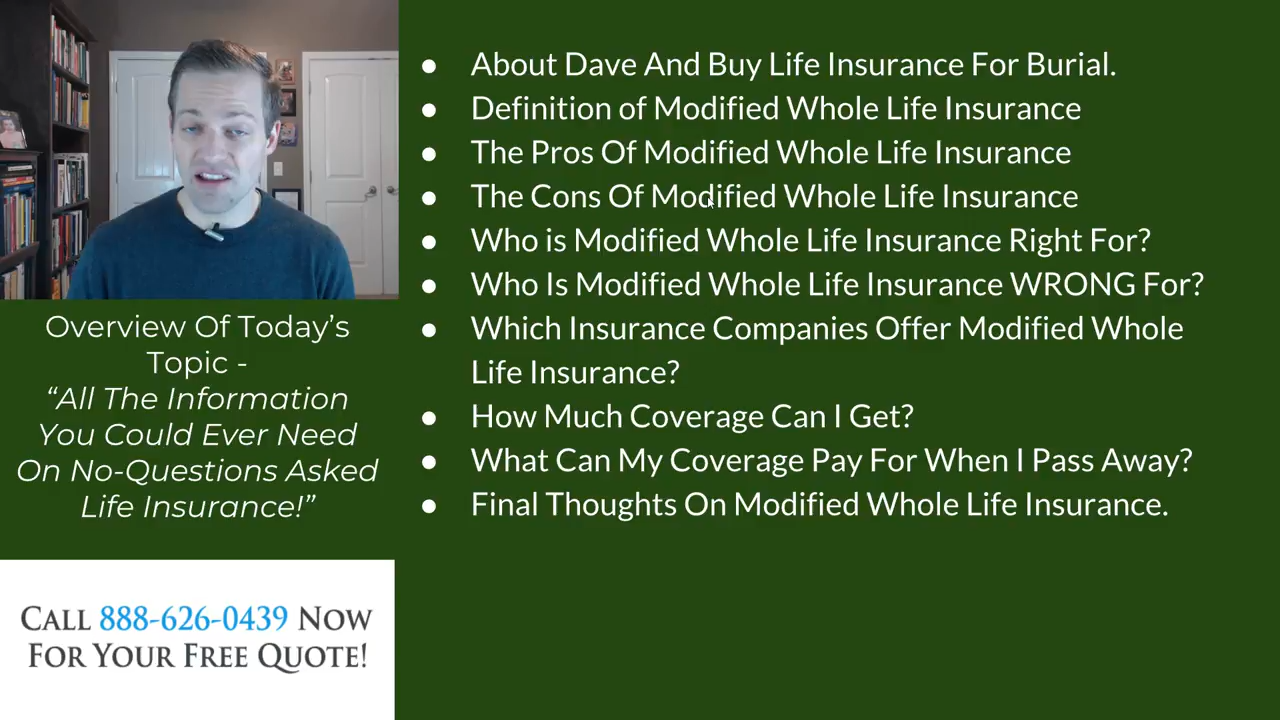 Overview Of Today's
Topic -
“All The Information
You Could Ever Need
On No-Questions Asked
Life Insurance!”
CALL 888-626-0439 NOW
FOR YOUR FREE QUOTE!
● About Dave And Buy Life Insurance For Burial.
● Definition of Modified Whole Life Insurance
● The Pros Of Modified Whole Life Insurance
● The Cons Of Modified Whole Life Insurance
● Who is Modified Whole Life Insurance Right For?
● Who Is Modified Whole Life Insurance WRONG For?
● Which Insurance Companies Offer Modified Whole
Life Insurance?
● How Much Coverage Can I Get?
● What Can My Coverage Pay For When I Pass Away?
● Final Thoughts On Modified Whole Life Insurance.